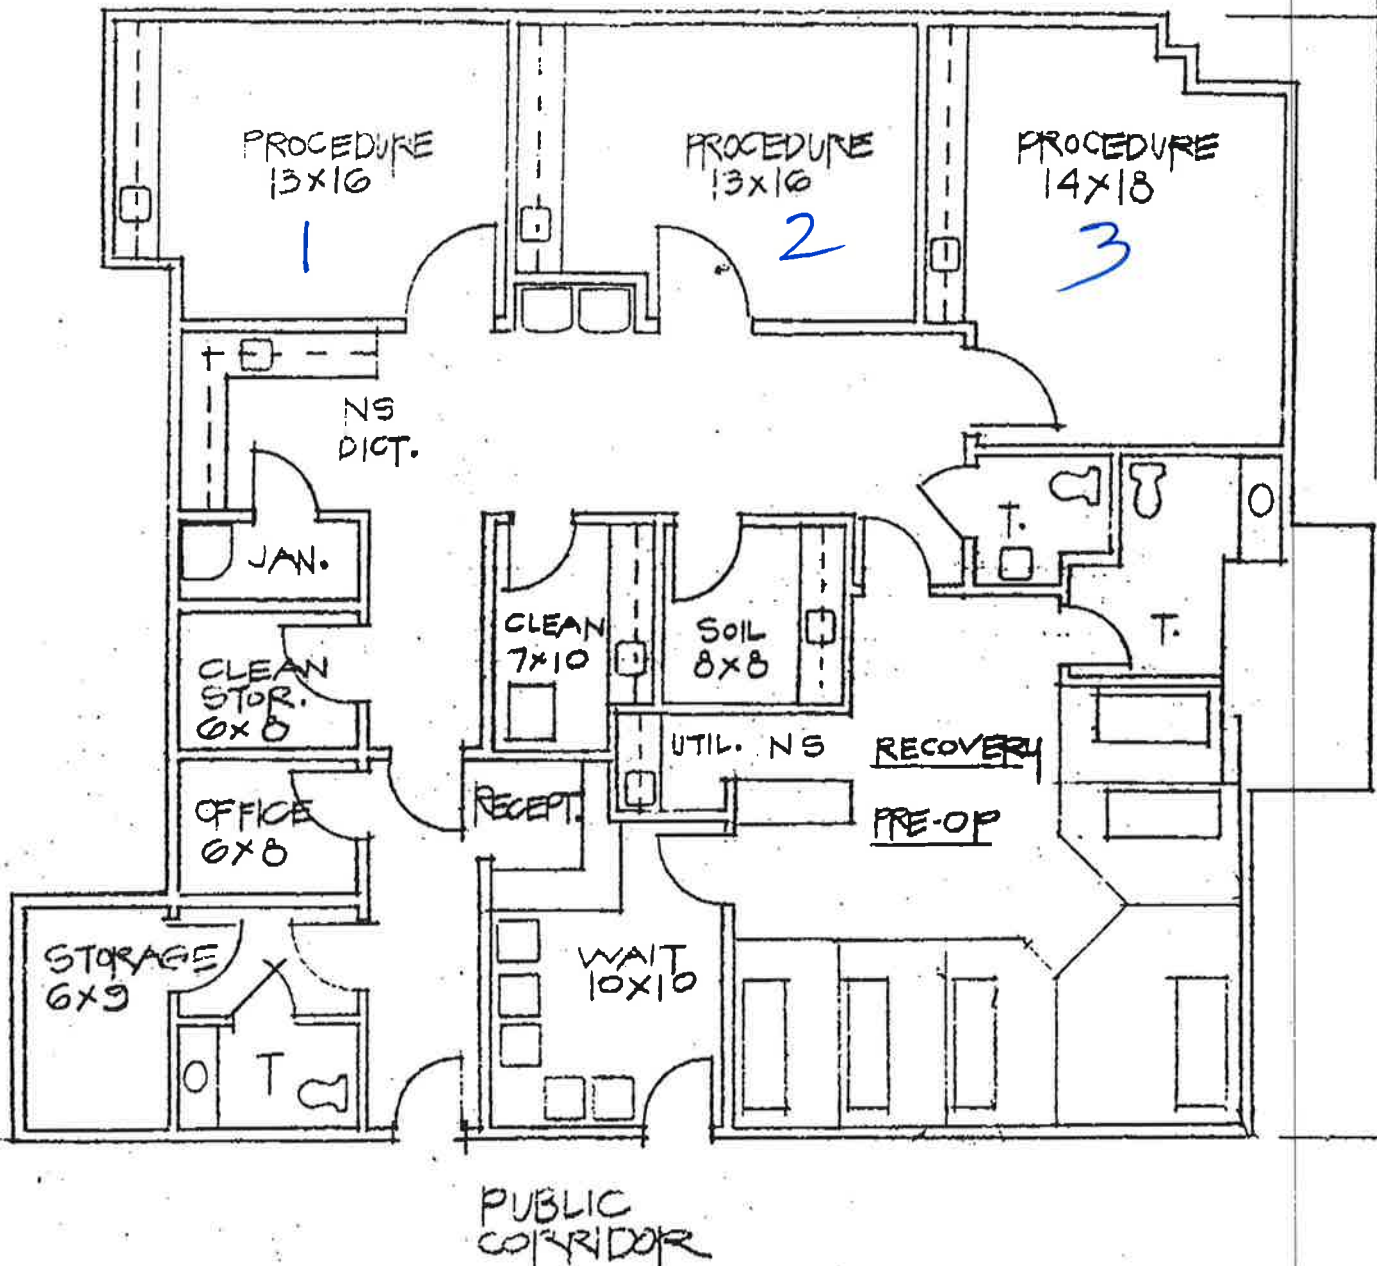 PROCEDURE
13X16
1
PROCEDURE
13X16
2
PROCEDURE
14X18
3
NS
DICT.
JAN.
CLEAN
7X10
SOIL
8X8
T.
T.
CLEAN
STOR.
6X8
UTIL. NS
RECOVERY
PRE-OP
OFFICE
6X8
RECEPT.
STORAGE
6X9
WAIT
10X10
T
PUBLIC
CORRIDOR